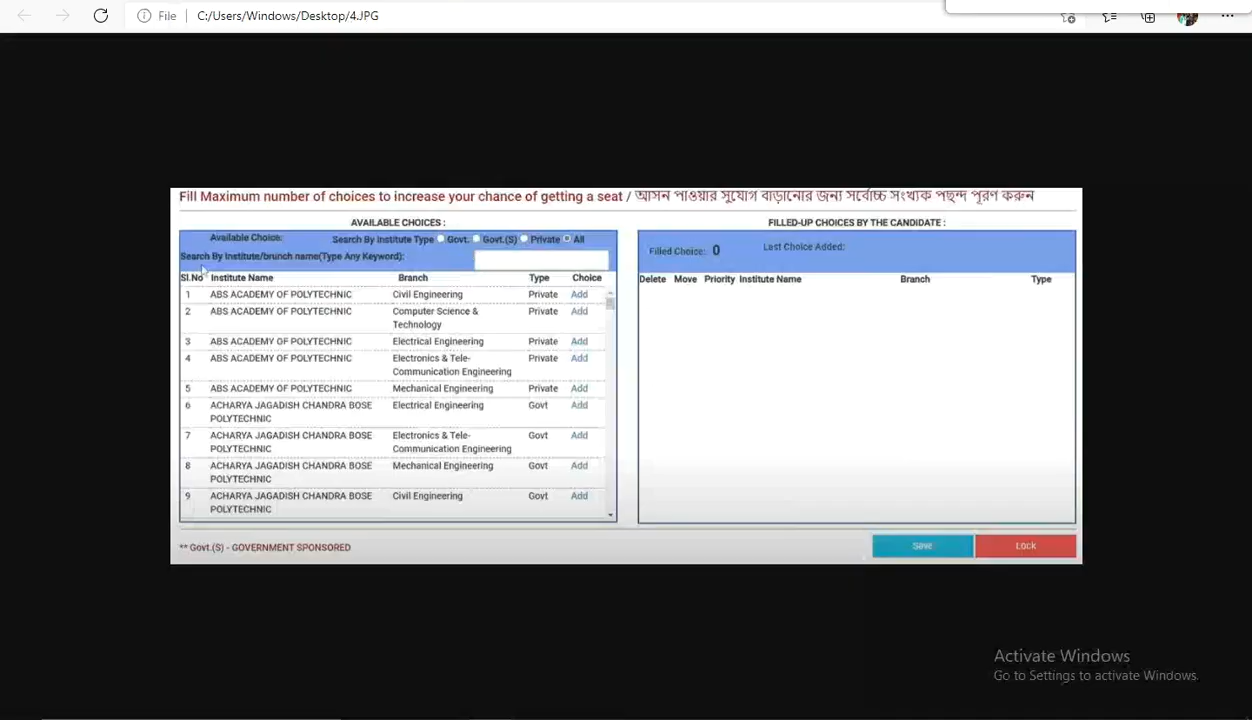 File
C:/Users/Windows/Desktop/4.JPG
Fill Maximum number of choices to increase your chance of getting a seat / আসন পাওয়ার সুযোগ বাড়ানোর জন্য সর্বোচ্চ সংখ্যক পছন্দ পূরণ করুন
AVAILABLE CHOICES :
Available Choice:
Search By Institute Type Govt. Govt.(S) Private All
Search By Institute/brunch name(Type Any Keyword):
Sl.No Institute Name Branch Type Choice
1 ABS ACADEMY OF POLYTECHNIC Civil Engineering Private Add
2 ABS ACADEMY OF POLYTECHNIC Computer Science & Private Add
Technology
3 ABS ACADEMY OF POLYTECHNIC Electrical Engineering Private Add
4 ABS ACADEMY OF POLYTECHNIC Electronics & Tele- Private Add
Communication Engineering
5 ABS ACADEMY OF POLYTECHNIC Mechanical Engineering Private Add
6 ACHARYA JAGADISH CHANDRA BOSE Electrical Engineering Govt Add
POLYTECHNIC
7 ACHARYA JAGADISH CHANDRA BOSE Electronics & Tele- Govt Add
POLYTECHNIC Communication Engineering
8 ACHARYA JAGADISH CHANDRA BOSE Mechanical Engineering Govt Add
POLYTECHNIC
9 ACHARYA JAGADISH CHANDRA BOSE Civil Engineering Govt Add
POLYTECHNIC
FILLED-UP CHOICES BY THE CANDIDATE :
Filled Choice: 0 Last Choice Added:
Delete Move Priority Institute Name Branch Type
** Govt.(S) - GOVERNMENT SPONSORED
Save
Lock
Activate Windows
Go to Settings to activate Windows.